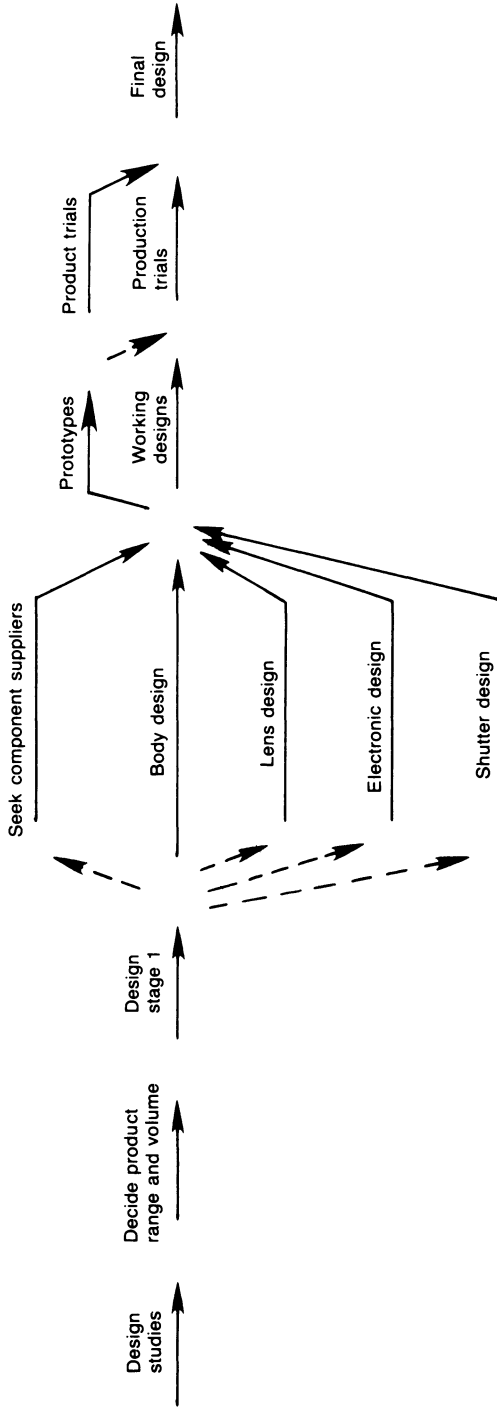 Design
studies
Decide product
range and volume
Design
stage 1
Seek component suppliers
Body design
Lens design
Electronic design
Shutter design
Prototypes
Working
designs
Product trials
Production
trials
Final
design